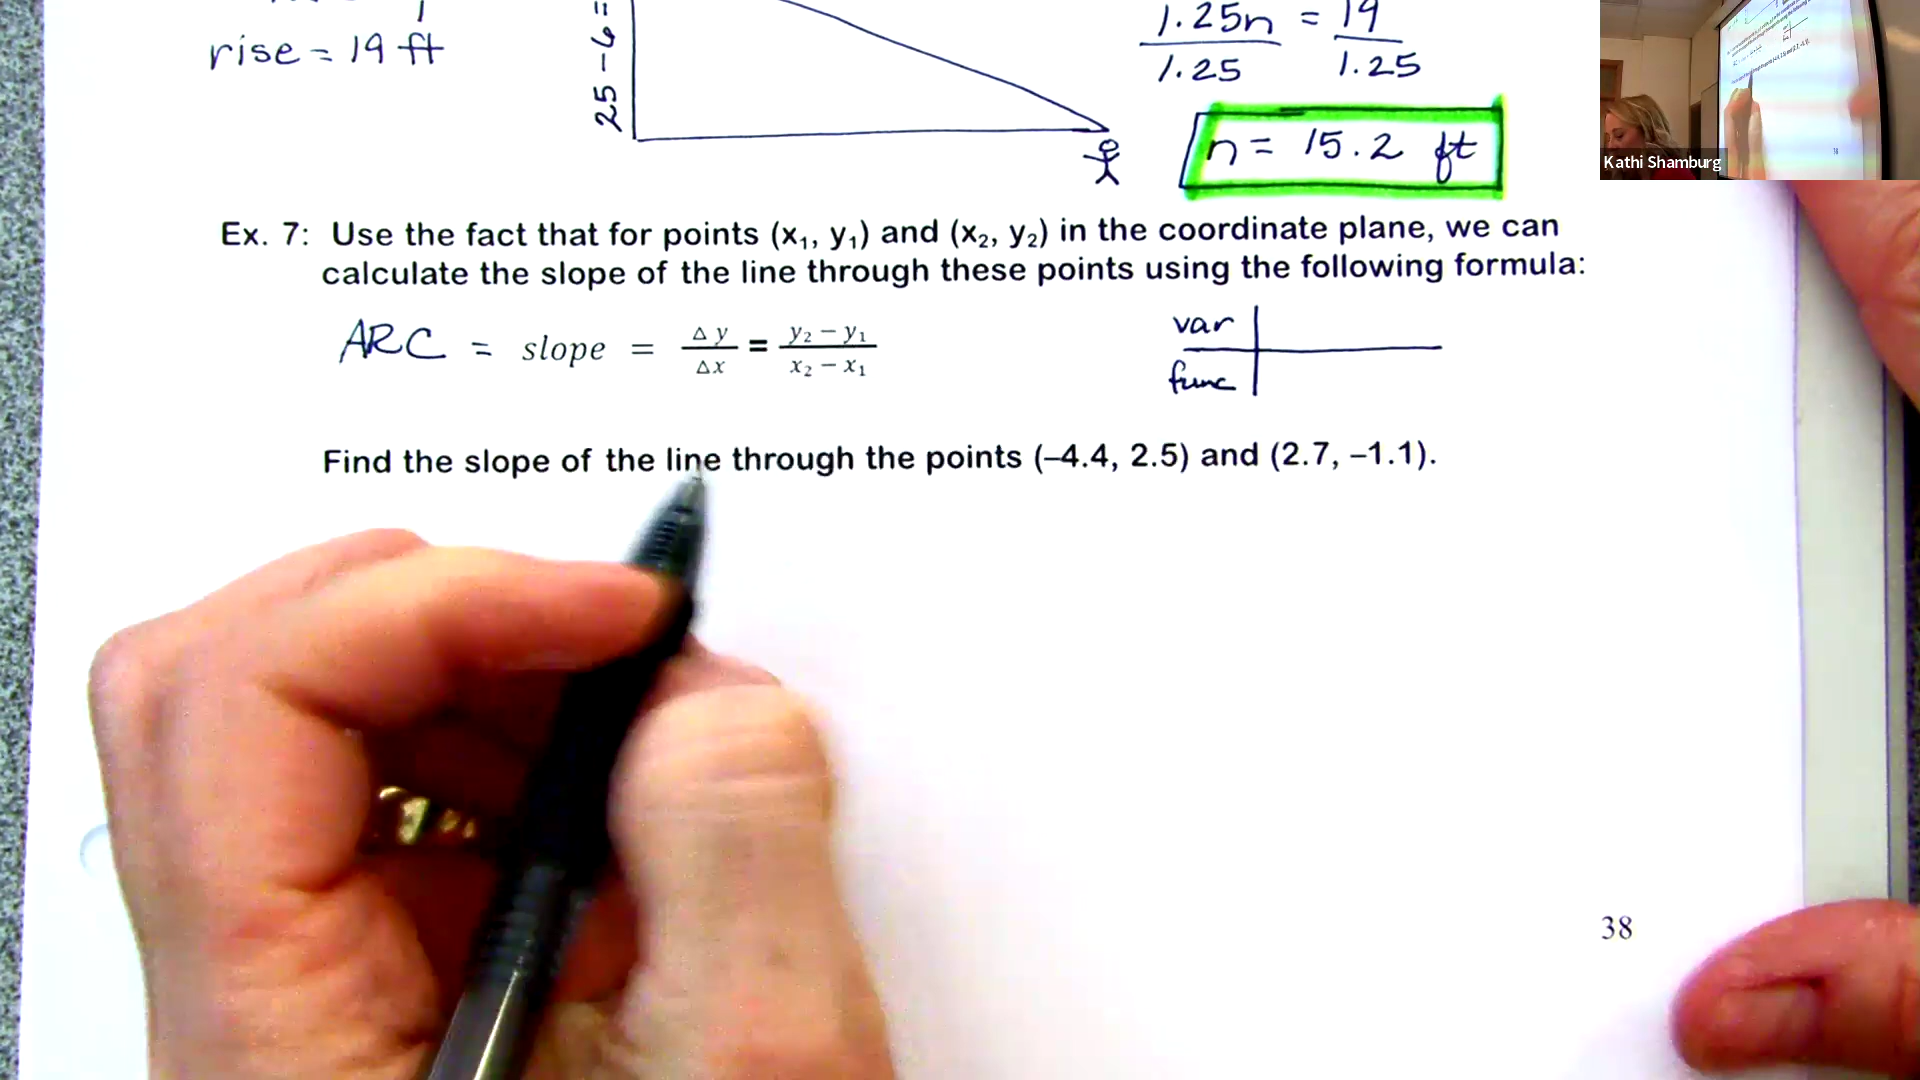 rise = 19 ft
25 - 6 =
1.25n = 19
1.25 1.25
n = 15.2 ft
Kathi Shamburg
Ex. 7: Use the fact that for points (x₁, y₁) and (x₂, y₂) in the coordinate plane, we can
calculate the slope of the line through these points using the following formula:
ARC = slope = Δy/Δx = y₂ − y₁/x₂ − x₁
var
func
Find the slope of the line through the points (–4.4, 2.5) and (2.7, –1.1).
38